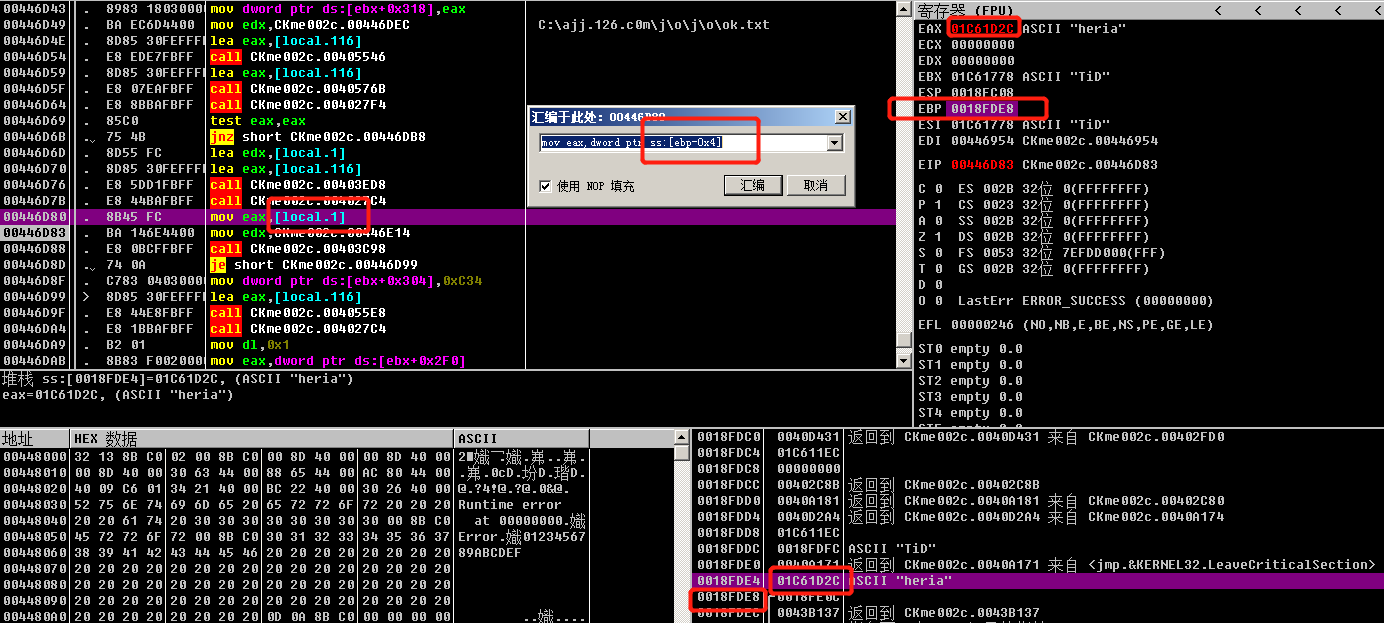 00446D43 . 8983 18030000 mov dword ptr ds:[ebx+0x318],eax
00446D49 . BA EC6D4400 mov edx,CKme002c.00446DEC C:\ajj.126.c0m\j\o\j\o\ok.txt
00446D4E . 8D85 30FEFFFF lea eax,[local.116]
00446D54 . E8 EDE7FBFF call CKme002c.00405546
00446D59 . 8D85 30FEFFFF lea eax,[local.116]
00446D5F . E8 07EAFBFF call CKme002c.0040576B
00446D64 . E8 8BBAFBFF call CKme002c.004027F4
00446D69 . 85C0 test eax,eax
00446D6B . 75 4B jnz short CKme002c.00446DB8
00446D6D . 8D55 FC lea edx,[local.1]
00446D70 . 8D85 30FEFFFF lea eax,[local.116]
00446D76 . E8 5DD1FBFF call CKme002c.00403ED8
00446D7B . E8 44BAFBFF call CKme002c.004027C4
00446D80 . 8B45 FC mov eax,[local.1]
00446D83 . BA 146E4400 mov edx,CKme002c.00446E14
00446D88 . E8 0BCFFBFF call CKme002c.00403C98
00446D8D . 74 0A je short CKme002c.00446D99
00446D8F . C783 04030000 mov dword ptr ds:[ebx+0x304],0xC34
00446D99 > 8D85 30FEFFFF lea eax,[local.116]
00446D9F . E8 44E8FBFF call CKme002c.004055E8
00446DA4 . E8 1BBAFBFF call CKme002c.004027C4
00446DA9 . B2 01 mov dl,0x1
00446DAB . 8B83 F0020000 mov eax,dword ptr ds:[ebx+0x2F0]
汇编于此处: 00446D80
mov eax,dword ptr ss:[ebp-0x4]
使用 NOP 填充
汇编
取消
堆栈 ss:[0018FDE4]=01C61D2C, (ASCII "heria")
eax=01C61D2C, (ASCII "heria")
寄存器 (FPU) < < < < <
EAX 01C61D2C ASCII "heria"
ECX 00000000
EDX 00000000
EBX 01C61778 ASCII "TiD"
ESP 0018FC08
EBP 0018FDE8
ESI 01C61778 ASCII "TiD"
EDI 00446954 CKme002c.00446954
EIP 00446D83 CKme002c.00446D83
C 0 ES 002B 32位 0(FFFFFFFF)
P 1 CS 0023 32位 0(FFFFFFFF)
A 0 SS 002B 32位 0(FFFFFFFF)
Z 1 DS 002B 32位 0(FFFFFFFF)
S 0 FS 0053 32位 7EFDD000(FFF)
T 0 GS 002B 32位 0(FFFFFFFF)
D 0
O 0 LastErr ERROR_SUCCESS (00000000)
EFL 00000246 (NO,NB,E,BE,NS,PE,GE,LE)
ST0 empty 0.0
ST1 empty 0.0
ST2 empty 0.0
ST3 empty 0.0
ST4 empty 0.0
地址 HEX 数据 ASCII
00448000 32 13 8B C0 02 00 8B C0 00 8D 40 00 00 8D 40 00
00448010 00 8D 40 00 30 63 44 00 88 65 44 00 AC 80 44 00
00448020 40 09 C6 01 34 21 40 00 BC 22 40 00 30 26 40 00 @.?4!@.?@.0&@.
00448030 52 75 6E 74 69 6D 65 20 65 72 72 6F 72 20 20 20 Runtime error
00448040 20 20 61 74 20 30 30 30 30 30 30 30 30 00 8B C0 at 00000000.嬂
00448050 45 72 72 6F 72 00 8B C0 30 31 32 33 34 35 36 37 Error.嬂01234567
00448060 38 39 41 42 43 44 45 46 20 20 20 20 20 20 20 20 89ABCDEF
00448070 20 20 20 20 20 20 20 20 20 20 20 20 20 20 20 20
00448080 20 20 20 20 20 20 20 20 20 20 20 20 20 20 20 20
00448090 20 20 20 20 20 20 20 20 20 20 20 20 20 20 20 20
004480A0 20 20 20 20 20 20 20 20 0D 0A 8B C0 00 00 00 00 ..嬂....
0018FDC0 0040D431 返回到 CKme002c.0040D431 来自 CKme002c.00402FD0
0018FDC4 01C611EC
0018FDC8 00000000
0018FDCC 00402C8B 返回到 CKme002c.00402C8B
0018FDD0 0040A181 返回到 CKme002c.0040A181 来自 CKme002c.00402C80
0018FDD4 0040D2A4 返回到 CKme002c.0040D2A4 来自 CKme002c.0040A174
0018FDD8 01C611EC
0018FDDC 0018FDFC ASCII "TiD"
0018FDE0 0040A171 返回到 CKme002c.0040A171 来自 <jmp.&KERNEL32.LeaveCriticalSection>
0018FDE4 01C61D2C ASCII "heria"
0018FDE8 0018FE0C
0018FDEC 0043B137 返回到 CKme002c.0043B137